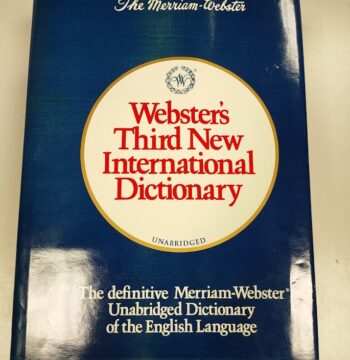 The Merriam-Webster
W
Webster's
Third New
International
Dictionary
UNABRIDGED
The definitive Merriam-Webster®
Unabridged Dictionary
of the English Language